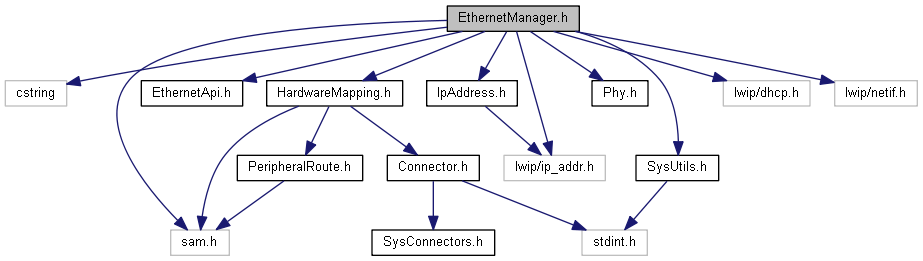 EthernetManager.h
cstring
EthernetApi.h
HardwareMapping.h
IpAddress.h
Phy.h
lwip/dhcp.h
lwip/netif.h
PeripheralRoute.h
Connector.h
lwip/ip_addr.h
SysUtils.h
sam.h
SysConnectors.h
stdint.h